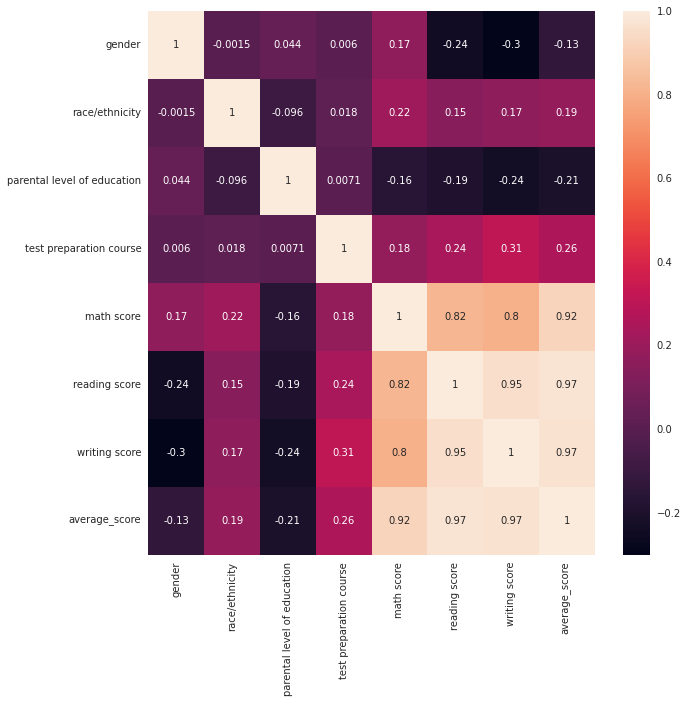 gender 1 -0.0015 0.044 0.006 0.17 -0.24 -0.3 -0.13
race/ethnicity -0.0015 1 -0.096 0.018 0.22 0.15 0.17 0.19
parental level of education 0.044 -0.096 1 0.0071 -0.16 -0.19 -0.24 -0.21
test preparation course 0.006 0.018 0.0071 1 0.18 0.24 0.31 0.26
math score 0.17 0.22 -0.16 0.18 1 0.82 0.8 0.92
reading score -0.24 0.15 -0.19 0.24 0.82 1 0.95 0.97
writing score -0.3 0.17 -0.24 0.31 0.8 0.95 1 0.97
average_score -0.13 0.19 -0.21 0.26 0.92 0.97 0.97 1
gender
race/ethnicity
parental level of education
test preparation course
math score
reading score
writing score
average_score
1.0
0.8
0.6
0.4
0.2
0.0
−0.2